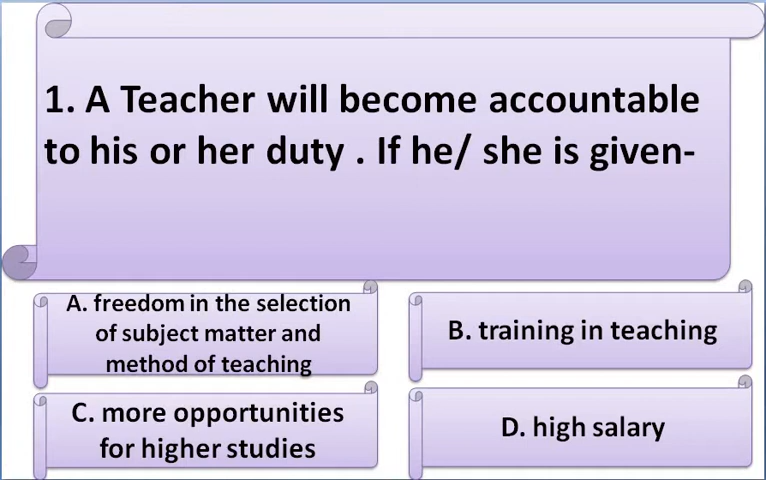 1. A Teacher will become accountable
to his or her duty . If he/ she is given-
A. freedom in the selection
of subject matter and
method of teaching
B. training in teaching
C. more opportunities
for higher studies
D. high salary